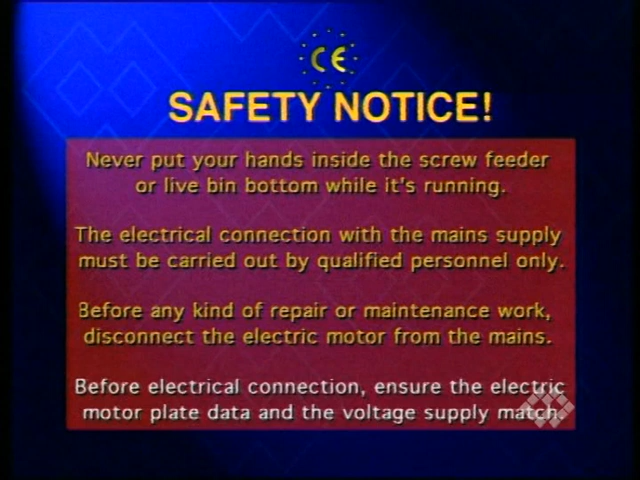 CE
SAFETY NOTICE!
Never put your hands inside the screw feeder
or live bin bottom while it's running.
The electrical connection with the mains supply
must be carried out by qualified personnel only.
Before any kind of repair or maintenance work,
disconnect the electric motor from the mains.
Before electrical connection, ensure the electric
motor plate data and the voltage supply match.